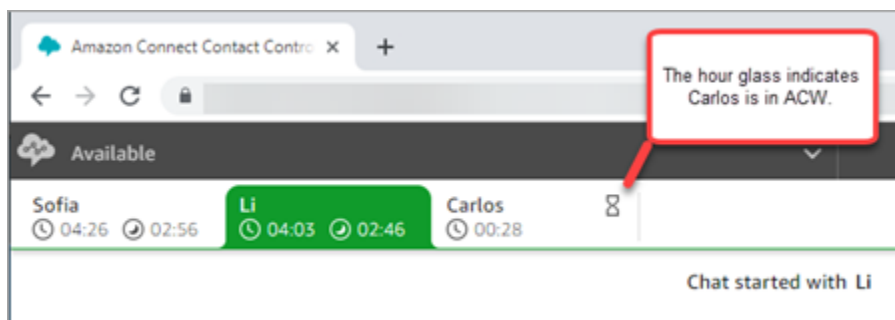 Amazon Connect Contact Contro
The hour glass indicates
Carlos is in ACW.
Available
Sofia
04:26 02:56
Li
04:03 02:46
Carlos
00:28
Chat started with Li